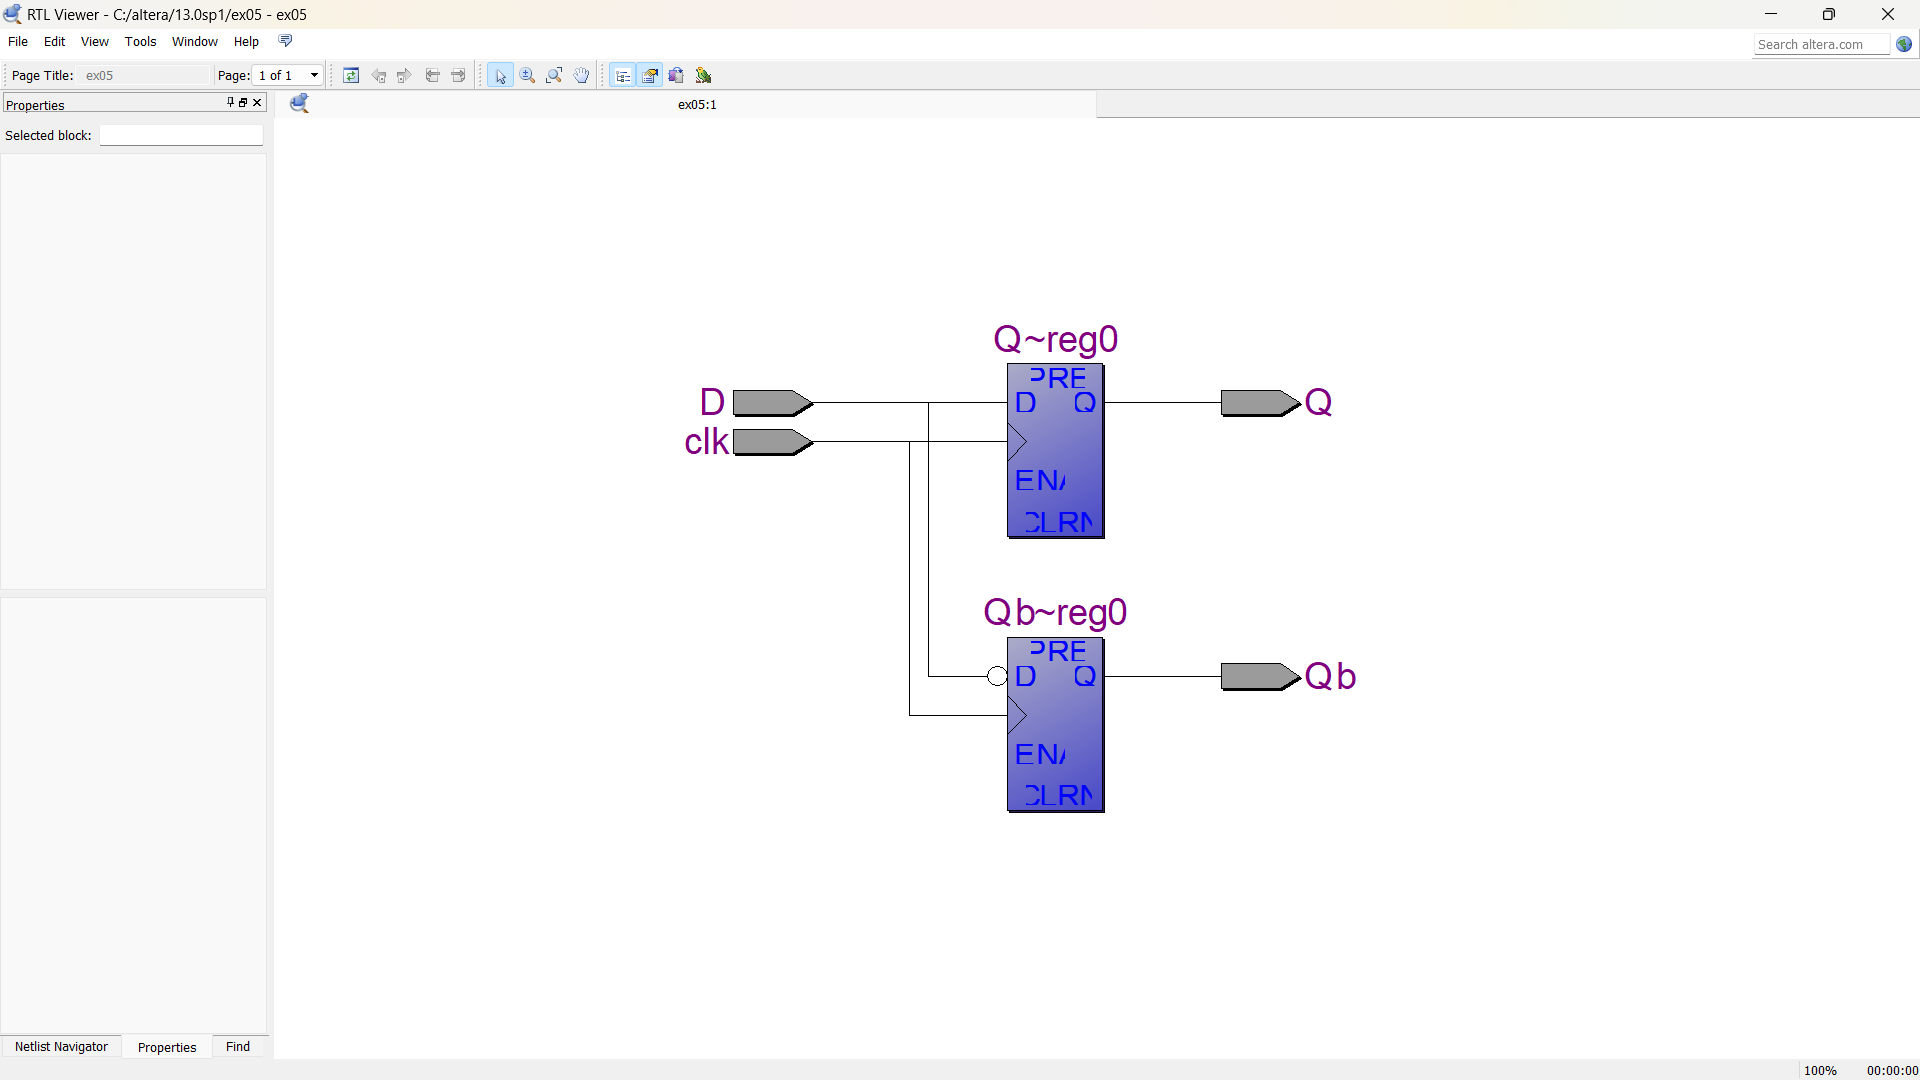 RTL Viewer - C:/altera/13.0sp1/ex05 - ex05
File Edit View Tools Window Help
Search altera.com
Page Title: ex05 Page: 1 of 1
Properties
ex05:1
Selected block:
Q~reg0
PRE
D D Q Q
clk
ENA
CLRN
Qb~reg0
PRE
D Q Qb
ENA
CLRN
Netlist Navigator Properties Find
100% 00:00:00